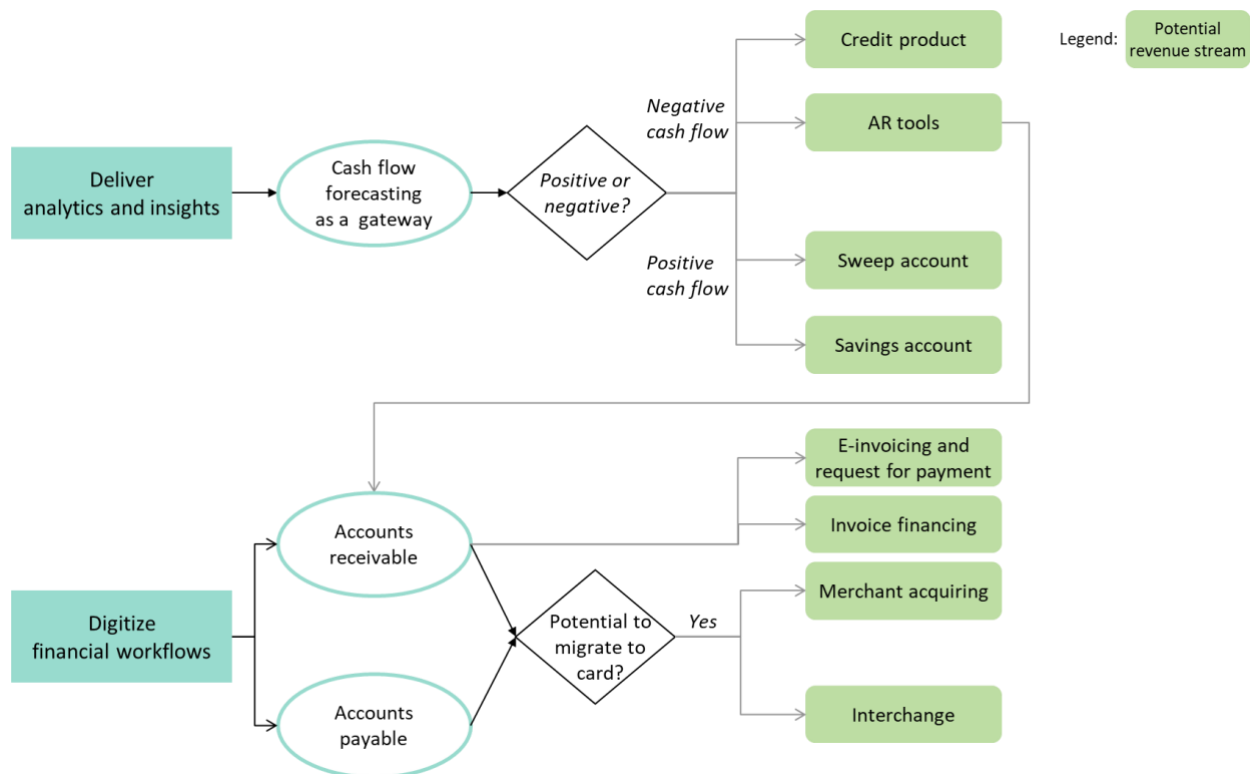 Credit product
Legend:
Potential
revenue stream
Negative
cash flow
AR tools
Deliver
analytics and insights
Cash flow
forecasting
as a gateway
Positive or
negative?
Positive
cash flow
Sweep account
Savings account
E-invoicing and
request for payment
Accounts
receivable
Invoice financing
Digitize
financial workflows
Potential to
migrate to
card?
Yes
Merchant acquiring
Accounts
payable
Interchange